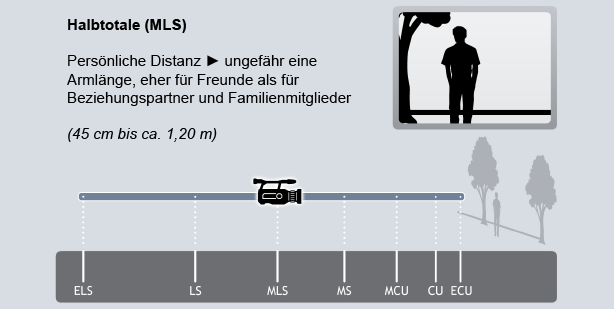 Halbtotale (MLS)
Persönliche Distanz ► ungefähr eine
Armlänge, eher für Freunde als für
Beziehungspartner und Familienmitglieder
(45 cm bis ca. 1,20 m)
ELS LS MLS MS MCU CU ECU